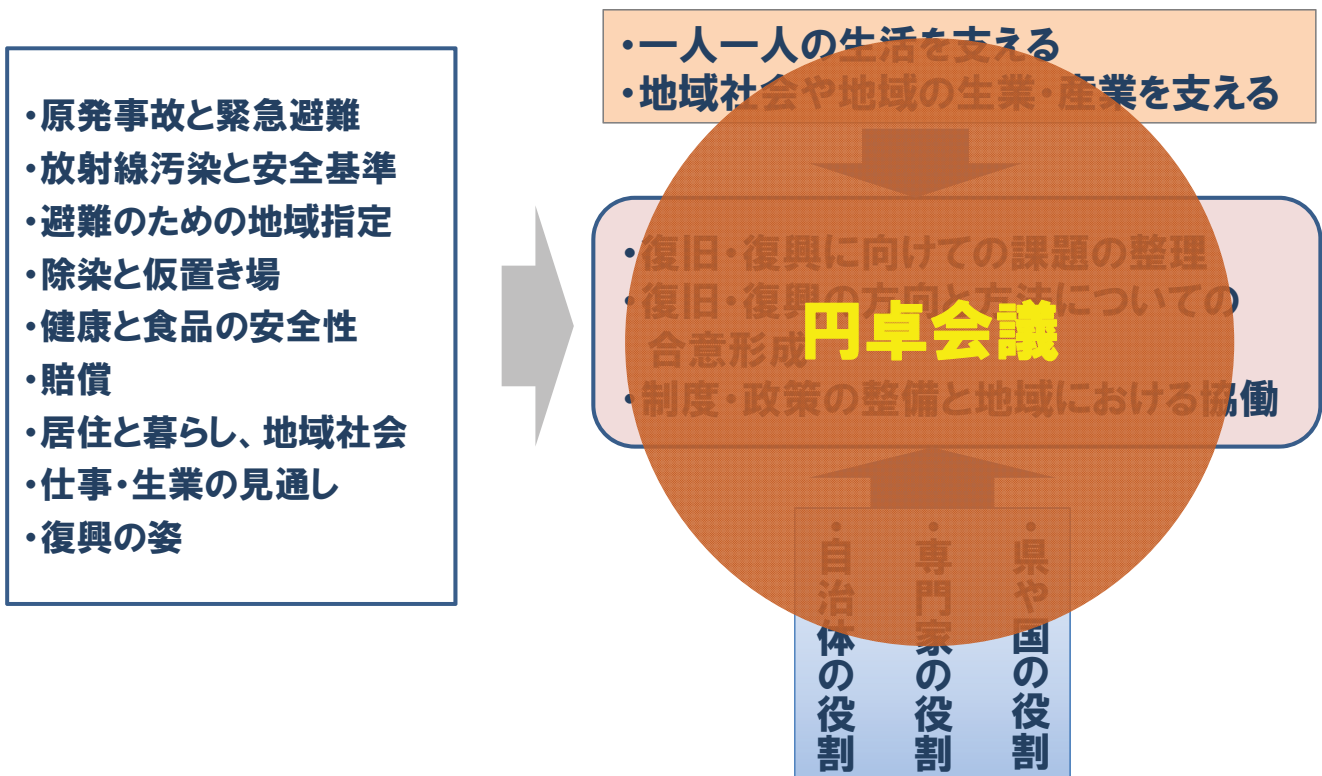 ・原発事故と緊急避難
・放射線汚染と安全基準
・避難のための地域指定
・除染と仮置き場
・健康と食品の安全性
・賠償
・居住と暮らし、地域社会
・仕事・生業の見通し
・復興の姿
・一人一人の生活を支える
・地域社会や地域の生業・産業を支える
・復旧・復興に向けての課題の整理
・復旧・復興の方向と方法についての
合意形成
・制度・政策の整備と地域における協働
円卓会議
・県や国の役割
・専門家の役割
・自治体の役割